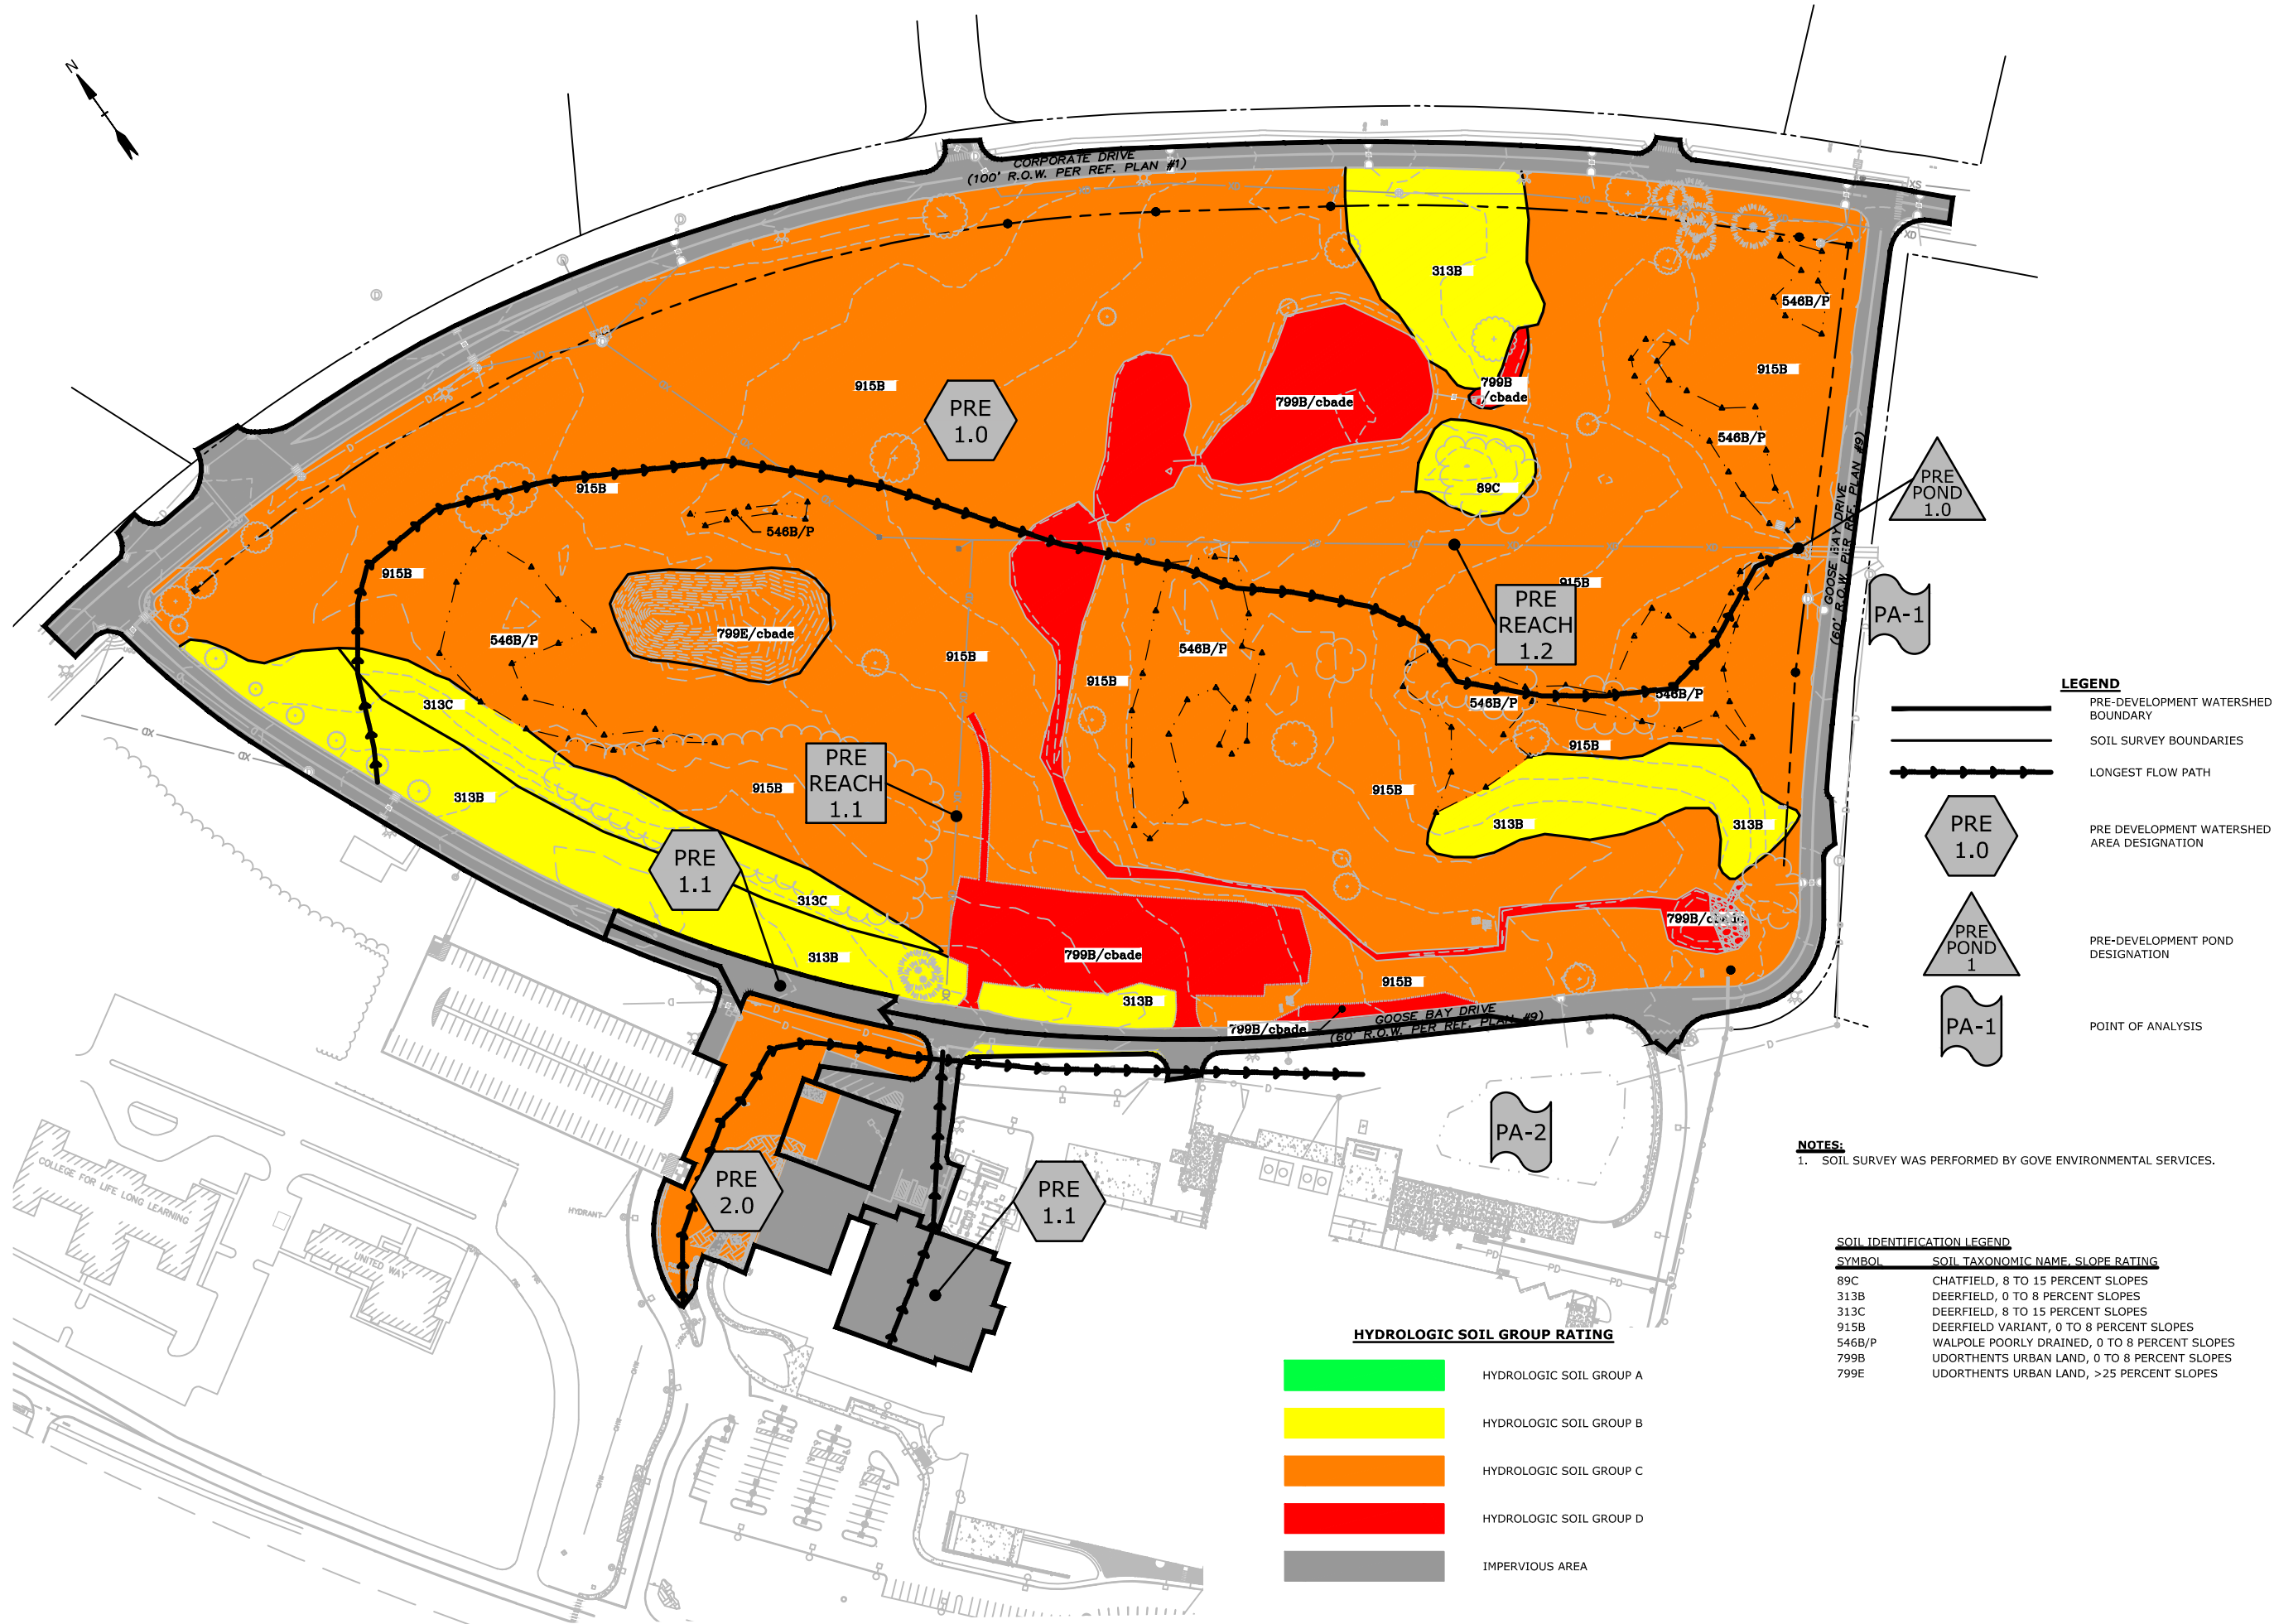 N
CORPORATE DRIVE
(100' R.O.W. PER REF. PLAN #1)
XS
XD
313B
546B/P
915B
799B
/cbade
915B
PRE
1.0
799B/cbade
546B/P
89C
PRE
POND
1.0
GOOSE BAY DRIVE
(60' R.O.W. PER REF. PLAN #9)
915B
546B/P
915B
546B/P
799E/cbade
915B
915B
546B/P
915B
PRE
REACH
1.2
PA-1
313C
546B/P
546B/P
915B
PRE
REACH
1.1
915B
313B
915B
313B
313B
PRE
1.1
313C
313B
799B/cbade
799B/cbade
915B
313B
799B/cbade
GOOSE BAY DRIVE
(60' R.O.W. PER REF. PLAN #9)
PRE
2.0
PRE
1.1
PA-2
COLLEGE FOR LIFE LONG LEARNING
UNITED WAY
HYDRANT
PD
PD
PD
LEGEND
PRE-DEVELOPMENT WATERSHED
BOUNDARY
SOIL SURVEY BOUNDARIES
LONGEST FLOW PATH
PRE
1.0
PRE DEVELOPMENT WATERSHED
AREA DESIGNATION
PRE
POND
1
PRE-DEVELOPMENT POND
DESIGNATION
PA-1
POINT OF ANALYSIS
NOTES:
1. SOIL SURVEY WAS PERFORMED BY GOVE ENVIRONMENTAL SERVICES.
SOIL IDENTIFICATION LEGEND
SYMBOL SOIL TAXONOMIC NAME, SLOPE RATING
89C CHATFIELD, 8 TO 15 PERCENT SLOPES
313B DEERFIELD, 0 TO 8 PERCENT SLOPES
313C DEERFIELD, 8 TO 15 PERCENT SLOPES
915B DEERFIELD VARIANT, 0 TO 8 PERCENT SLOPES
546B/P WALPOLE POORLY DRAINED, 0 TO 8 PERCENT SLOPES
799B UDORTHENTS URBAN LAND, 0 TO 8 PERCENT SLOPES
799E UDORTHENTS URBAN LAND, >25 PERCENT SLOPES
HYDROLOGIC SOIL GROUP RATING
HYDROLOGIC SOIL GROUP A
HYDROLOGIC SOIL GROUP B
HYDROLOGIC SOIL GROUP C
HYDROLOGIC SOIL GROUP D
IMPERVIOUS AREA